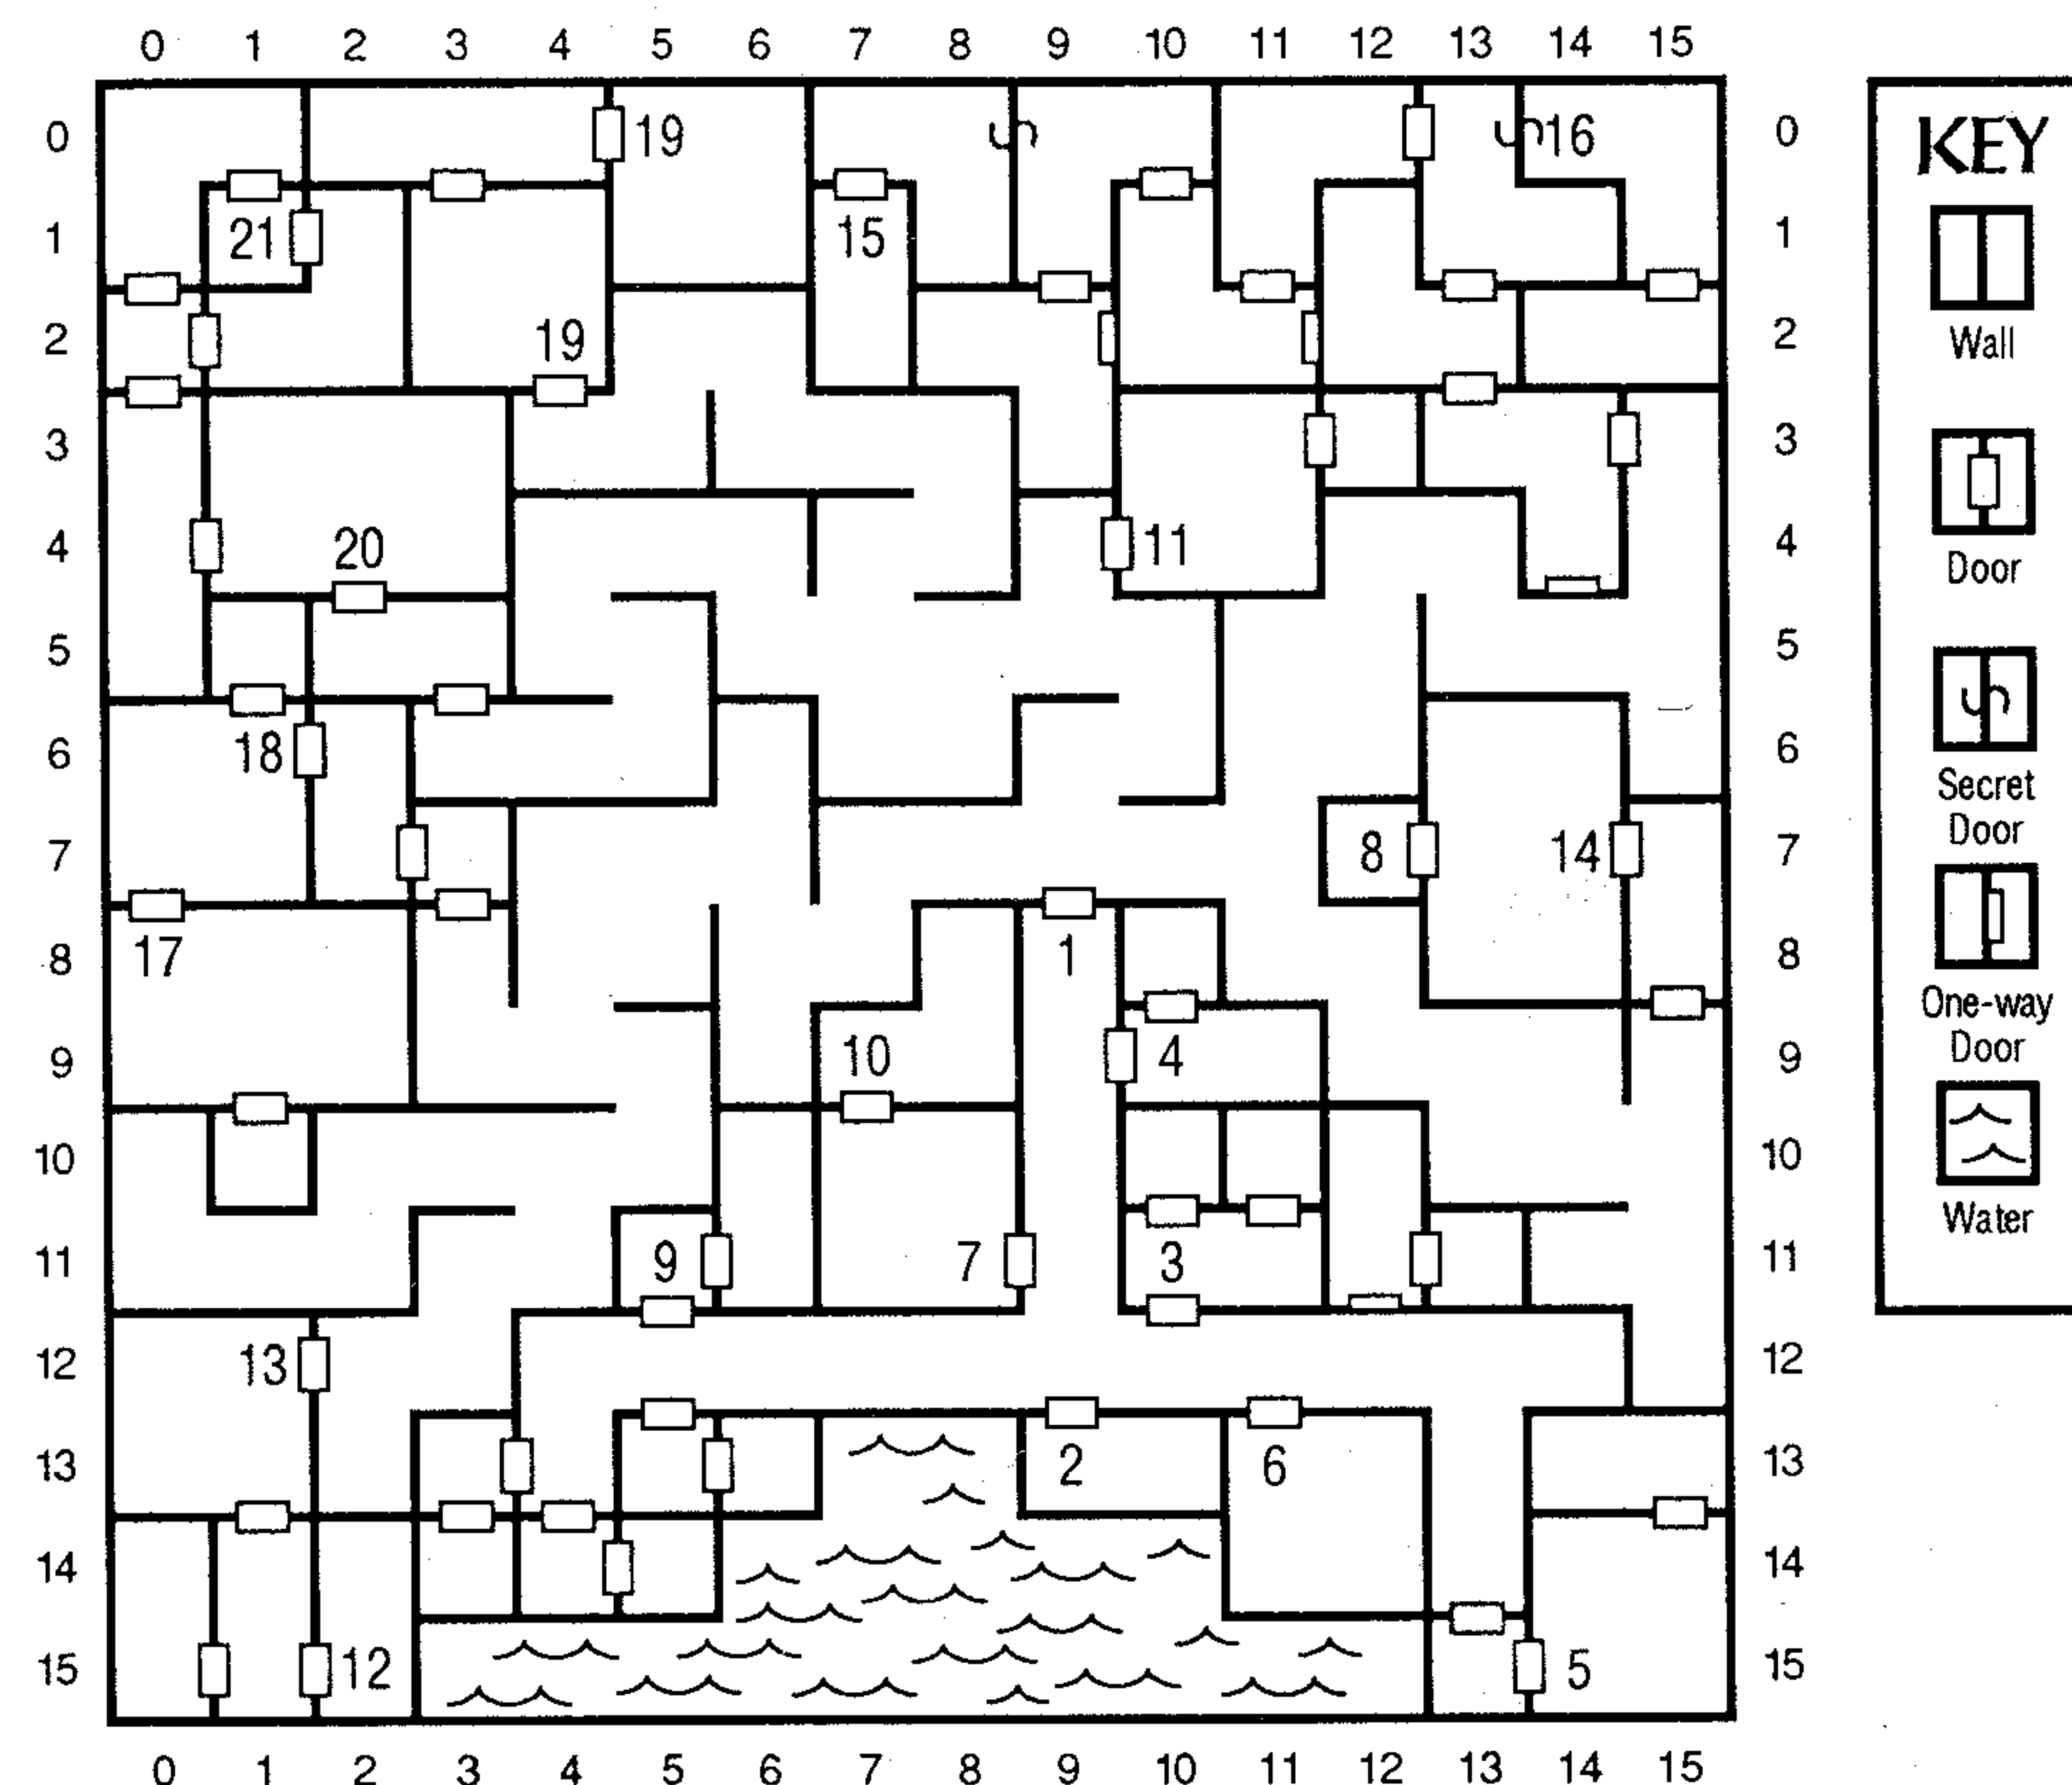 0 1 2 3 4 5 6 7 8 9 10 11 12 13 14 15
0 19 S S 16 0
1 21 15 1
2 19 2
3 3
4 20 11 4
5 5
6 18 6
7 8 14 7
8 17 1 8
9 10 4 9
10 10
11 9 7 3 11
12 13 12
13 2 6 13
14 14
15 12 5 15
0 1 2 3 4 5 6 7 8 9 10 11 12 13 14 15
KEY
Wall
Door
S
Secret
Door
One-way
Door
Water